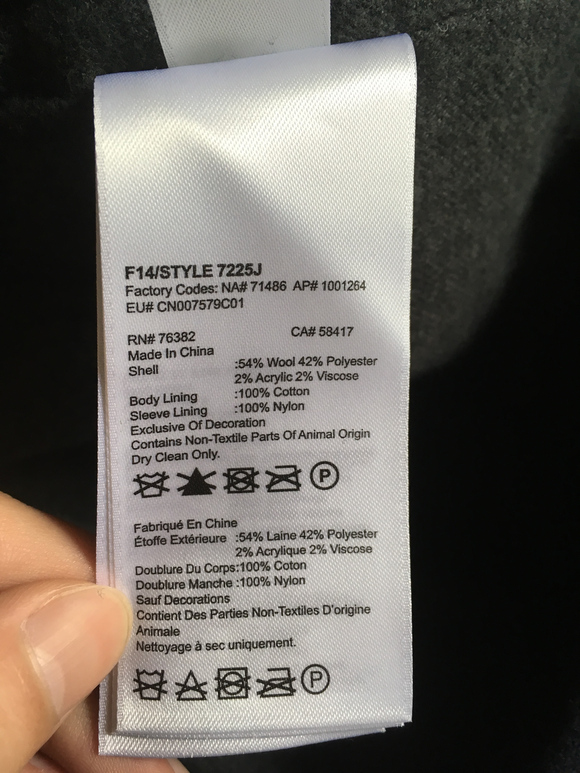 F14/STYLE 7225J
Factory Codes: NA# 71486 AP# 1001264
EU# CN007579C01
RN# 76382 CA# 58417
Made In China
Shell :54% Wool 42% Polyester
2% Acrylic 2% Viscose
Body Lining :100% Cotton
Sleeve Lining :100% Nylon
Exclusive Of Decoration
Contains Non-Textile Parts Of Animal Origin
Dry Clean Only.
P
Fabriqué En Chine
Étoffe Extérieure :54% Laine 42% Polyester
2% Acrylique 2% Viscose
Doublure Du Corps:100% Coton
Doublure Manche :100% Nylon
Sauf Decorations
Contient Des Parties Non-Textiles D'origine
Animale
Nettoyage à sec uniquement.
P